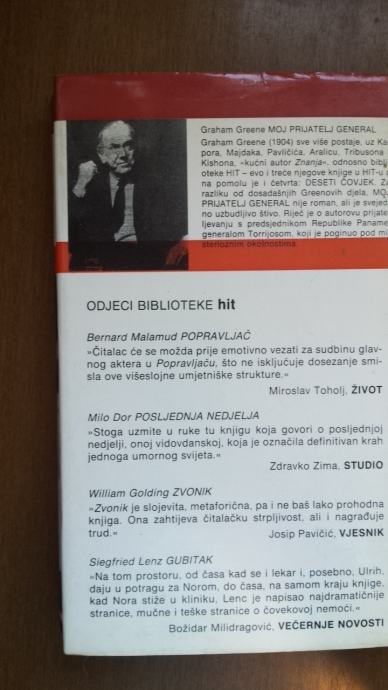 Graham Greene MOJ PRIJATELJ GENERAL
Graham Greene (1904) sve više postaje, uz Ka
pora, Majdaka, Pavličića, Aralicu, Tribusona
Kishona, »kućni autor Znanja«, odnosno bibli
oteke HIT – evo i treće njegove knjige u HIT-u a
na pomolu je i četvrta: DESETI ČOVJEK. Za
razliku od dosadašnjih Greenovih djela, MOJ
PRIJATELJ GENERAL nije roman, ali je svejed
no uzbudljivo štivo. Riječ je o autorovu prijate
ljevanju s predsjednikom Republike Paname
generalom Torrijosom, koji je poginuo pod mi
sterioznim okolnostima.
ODJECI BIBLIOTEKE hit
Bernard Malamud POPRAVLJAČ
»Čitalac će se možda prije emotivno vezati za sudbinu glav-
nog aktera u Popravljaču, što ne isključuje dosezanje smi-
sla ove višeslojne umjetničke strukture.«
Miroslav Toholj, ŽIVOT
Milo Dor POSLJEDNJA NEDJELJA
»Stoga uzmite u ruke tu knjigu koja govori o posljednjoj
nedjelji, onoj vidovdanskoj, koja je označila definitivan krah
jednoga umornog svijeta.«
Zdravko Zima, STUDIO
William Golding ZVONIK
»Zvonik je slojevita, metaforična, pa i ne baš lako prohodna
knjiga. Ona zahtijeva čitalačku strpljivost, ali i nagrađuje
trud.« Josip Pavičić, VJESNIK
Siegfried Lenz GUBITAK
»Na tom prostoru, od časa kad se i lekar i, posebno, Ulrih,
daju u potragu za Norom, do časa, na samom kraju knjige,
kad Nora stiže u kliniku, Lenc je napisao najdramatičnije
stranice, mučne i teške stranice o čovekovoj nemoći.«
Božidar Milidragović, VEČERNJE NOVOSTI